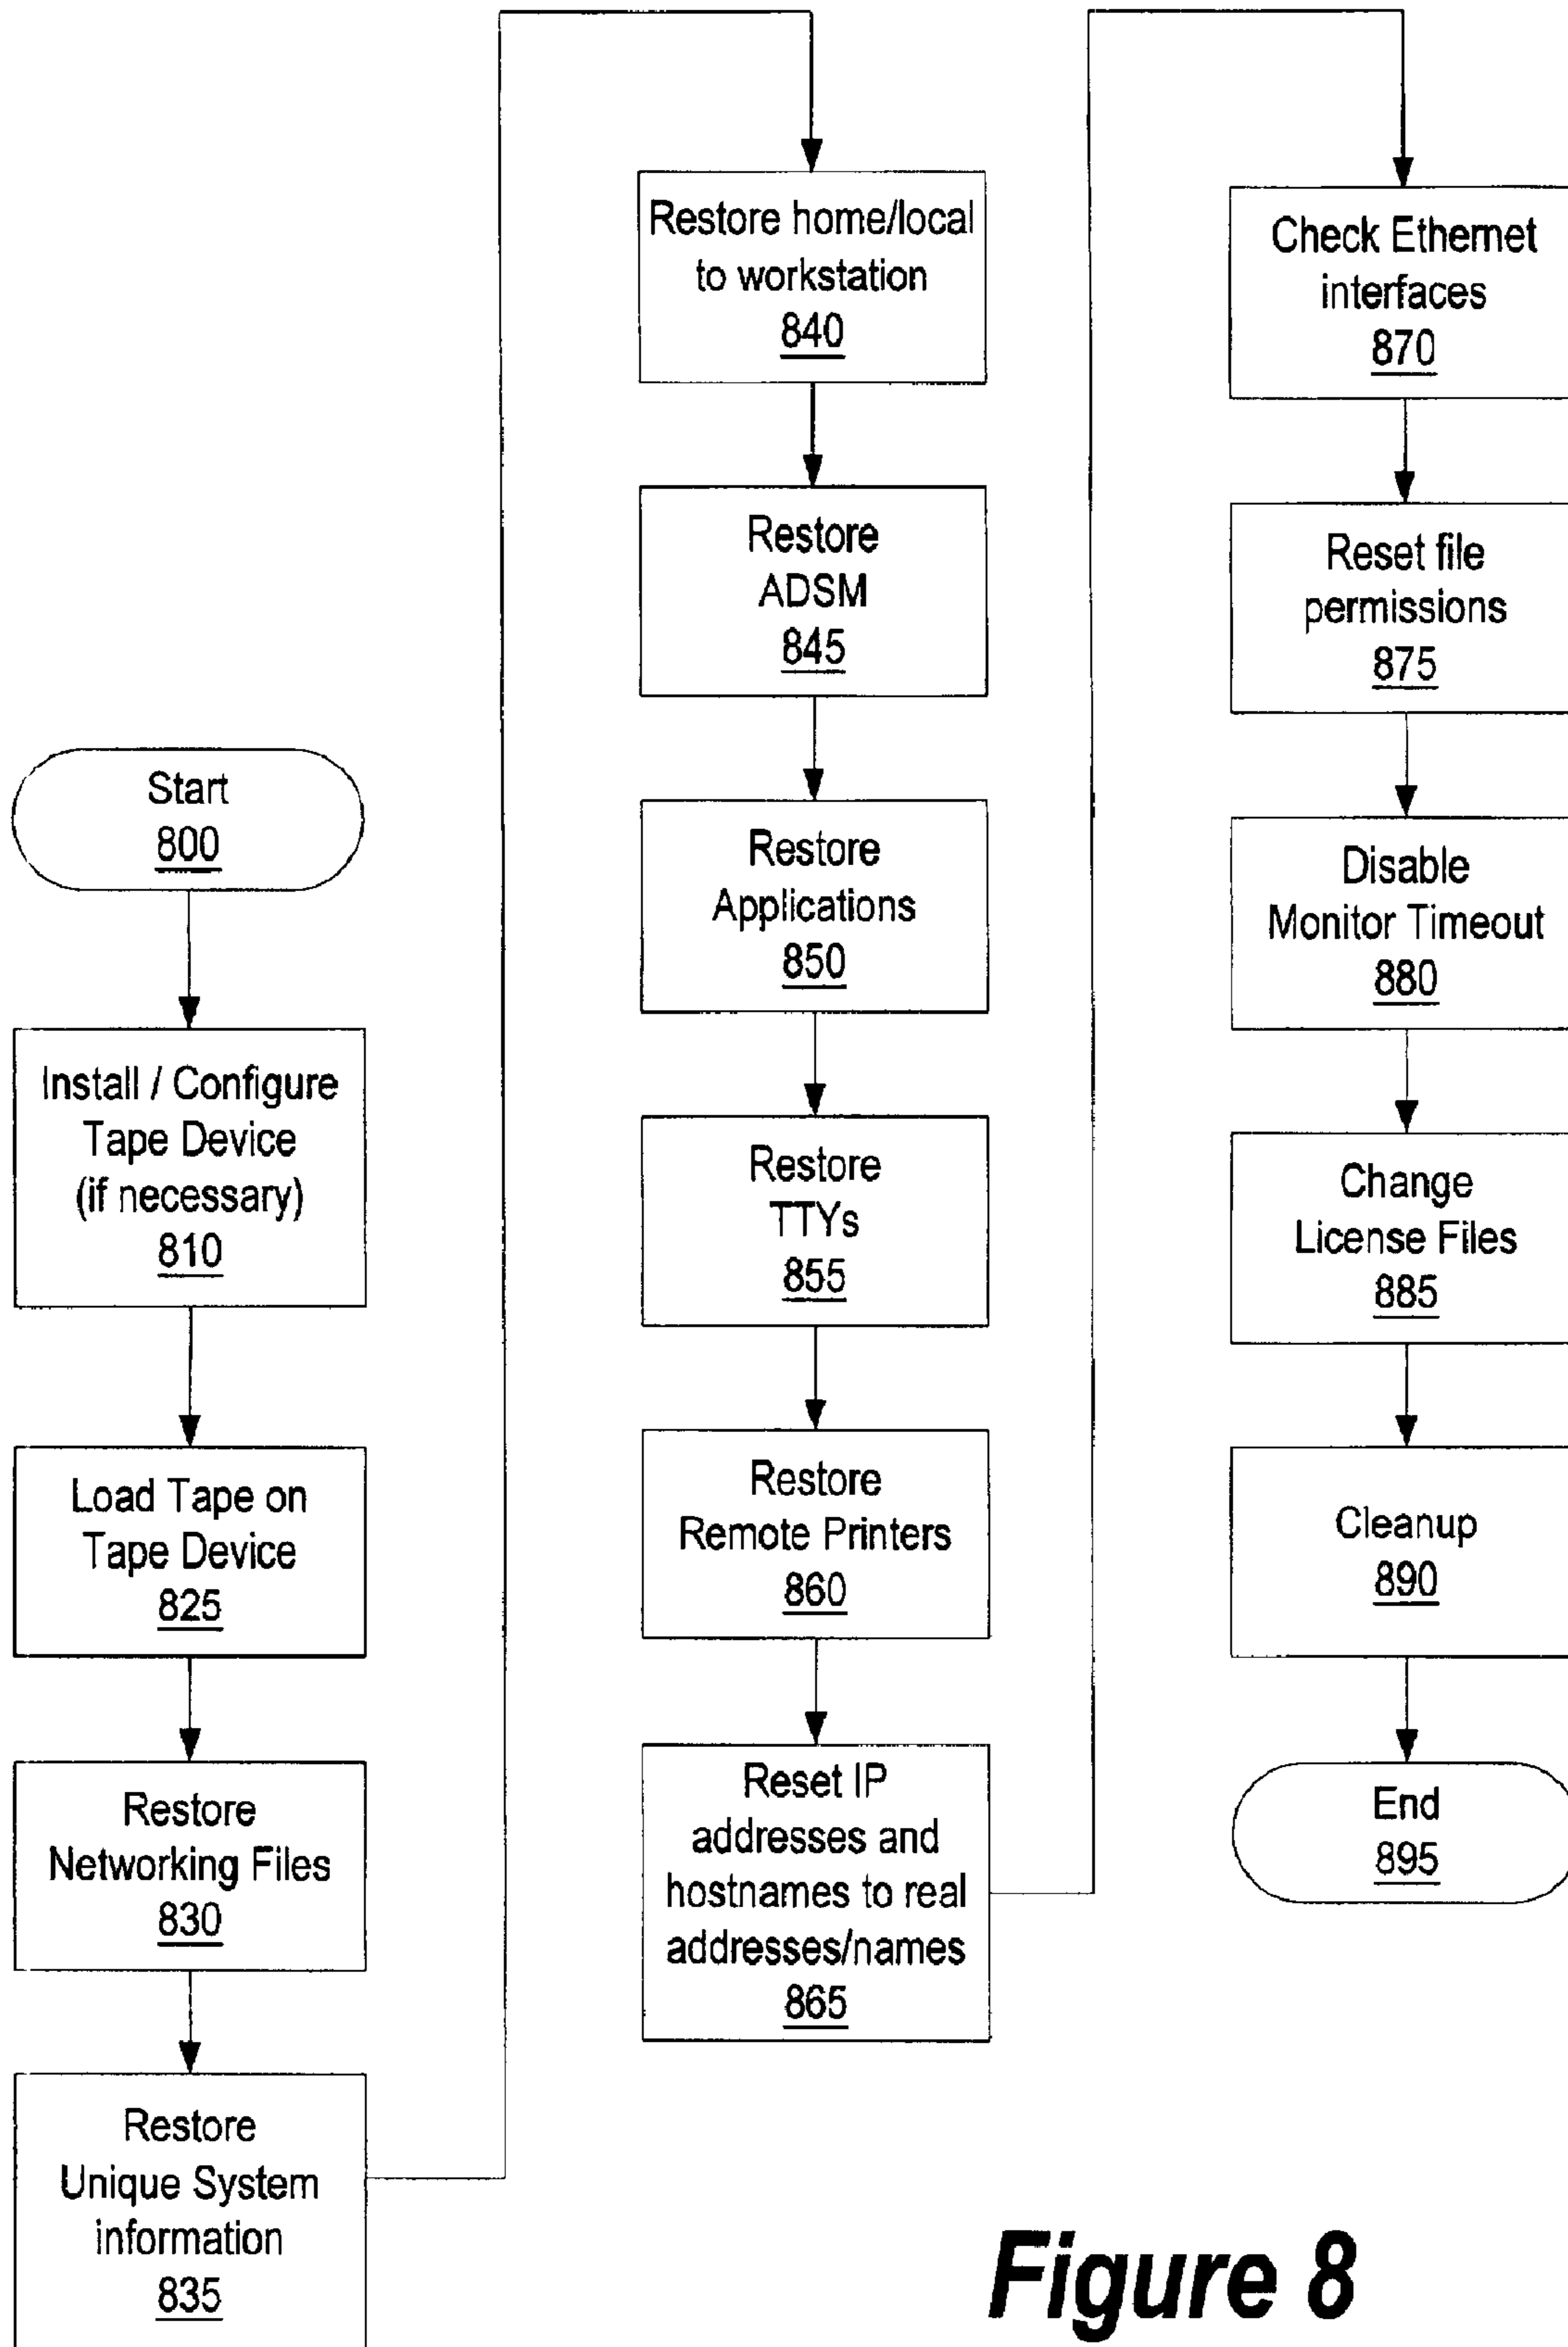 Start
800
Install / Configure
Tape Device
(if necessary)
810
Load Tape on
Tape Device
825
Restore
Networking Files
830
Restore
Unique System
information
835
Restore home/local
to workstation
840
Restore
ADSM
845
Restore
Applications
850
Restore
TTYs
855
Restore
Remote Printers
860
Reset IP
addresses and
hostnames to real
addresses/names
865
Check Ethernet
interfaces
870
Reset file
permissions
875
Disable
Monitor Timeout
880
Change
License Files
885
Cleanup
890
End
895
Figure 8